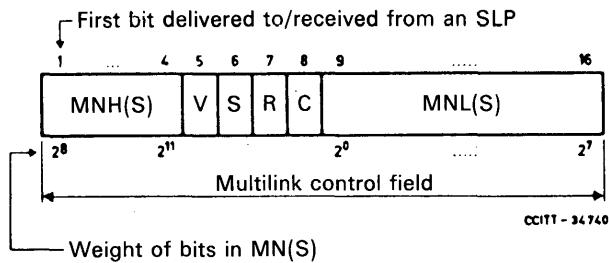 First bit delivered to/received from an SLP
1 ... 4 5 6 7 8 9 ..... 16
MNH(S) V S R C MNL(S)
2⁸ 2¹¹ 2⁰ ..... 2⁷
Multilink control field
CCITT - 34740
Weight of bits in MN(S)